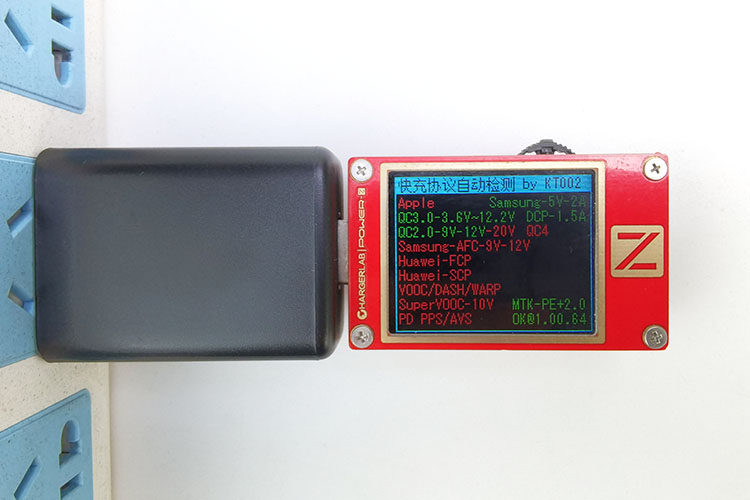 快充协议自动检测 by KT002
Apple Samsung-5V-2A
QC3.0-3.6V~12.2V DCP-1.5A
QC2.0-9V-12V-20V QC4
Samsung-AFC-9V-12V
Huawei-FCP
Huawei-SCP
VOOC/DASH/WARP
SuperVOOC-10V MTK-PE+2.0
PD PPS/AVS OK@1.00.64
CHARGERLAB POWER-Z
Z